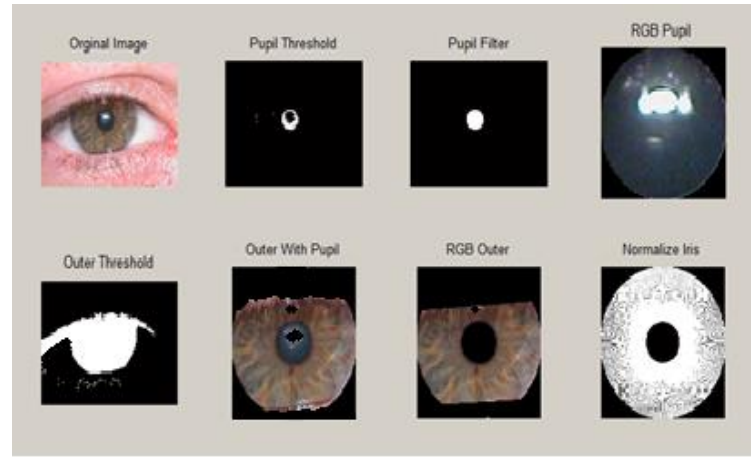 Orginal Image
Pupil Threshold
Pupil Filter
RGB Pupil
Outer Threshold
Outer With Pupil
RGB Outer
Normalize Iris